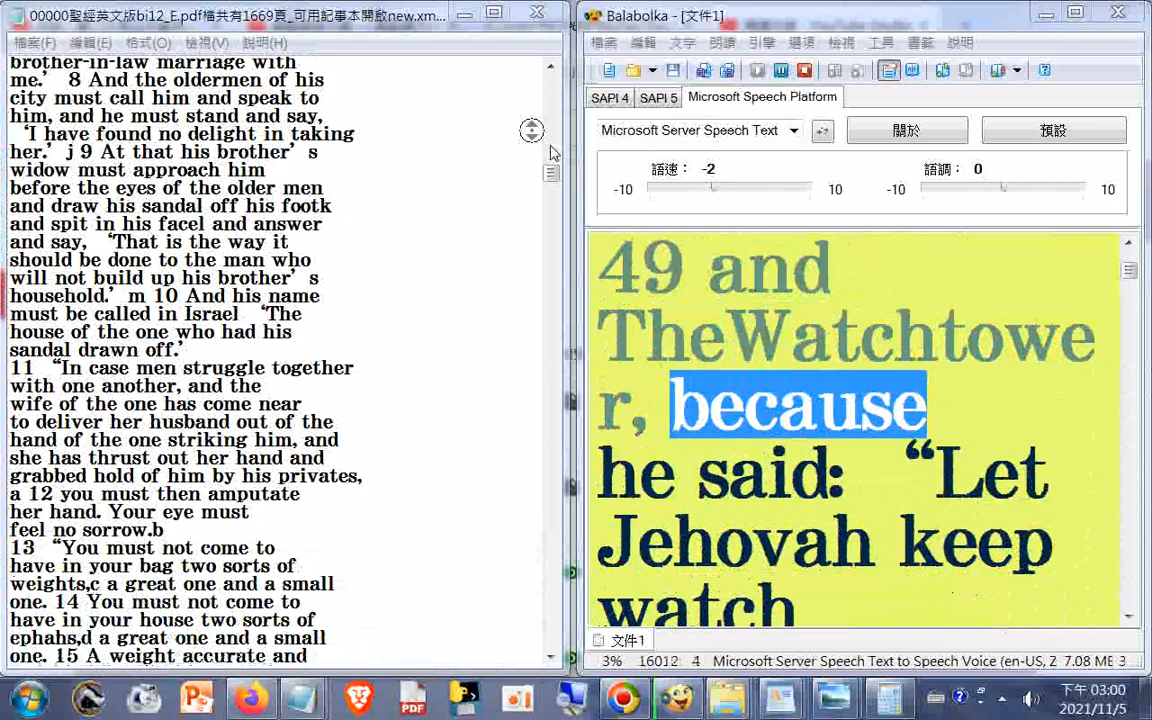 00000聖經英文版bi12_E.pdf檔共有1669頁_可用記事本開啟new.xm...
檔案(F) 編輯(E) 格式(O) 檢視(V) 說明(H)
brother-in-law marriage with
me.’ 8 And the oldermen of his
city must call him and speak to
him, and he must stand and say,
‘I have found no delight in taking
her.’ j 9 At that his brother’s
widow must approach him
before the eyes of the older men
and draw his sandal off his footk
and spit in his facel and answer
and say, ‘That is the way it
should be done to the man who
will not build up his brother’s
household.’ m 10 And his name
must be called in Israel ‘The
house of the one who had his
sandal drawn off.’
11 “In case men struggle together
with one another, and the
wife of the one has come near
to deliver her husband out of the
hand of the one striking him, and
she has thrust out her hand and
grabbed hold of him by his privates,
a 12 you must then amputate
her hand. Your eye must
feel no sorrow.b
13 “You must not come to
have in your bag two sorts of
weights,c a great one and a small
one. 14 You must not come to
have in your house two sorts of
ephahs,d a great one and a small
one. 15 A weight accurate and
Balabolka - [文件1]
檔案 編輯 文字 朗讀 引擎 選項 檢視 工具 書籤 說明
SAPI 4 SAPI 5 Microsoft Speech Platform
Microsoft Server Speech Text 關於 預設
語速： -2 語調： 0
-10 10 -10 10
49 and
TheWatchtowe
r, because
he said: “Let
Jehovah keep
watch
文件1
3% 16012: 4 Microsoft Server Speech Text to Speech Voice (en-US, Z 7.08 MB 3
PDF
下午 03:00
2021/11/5